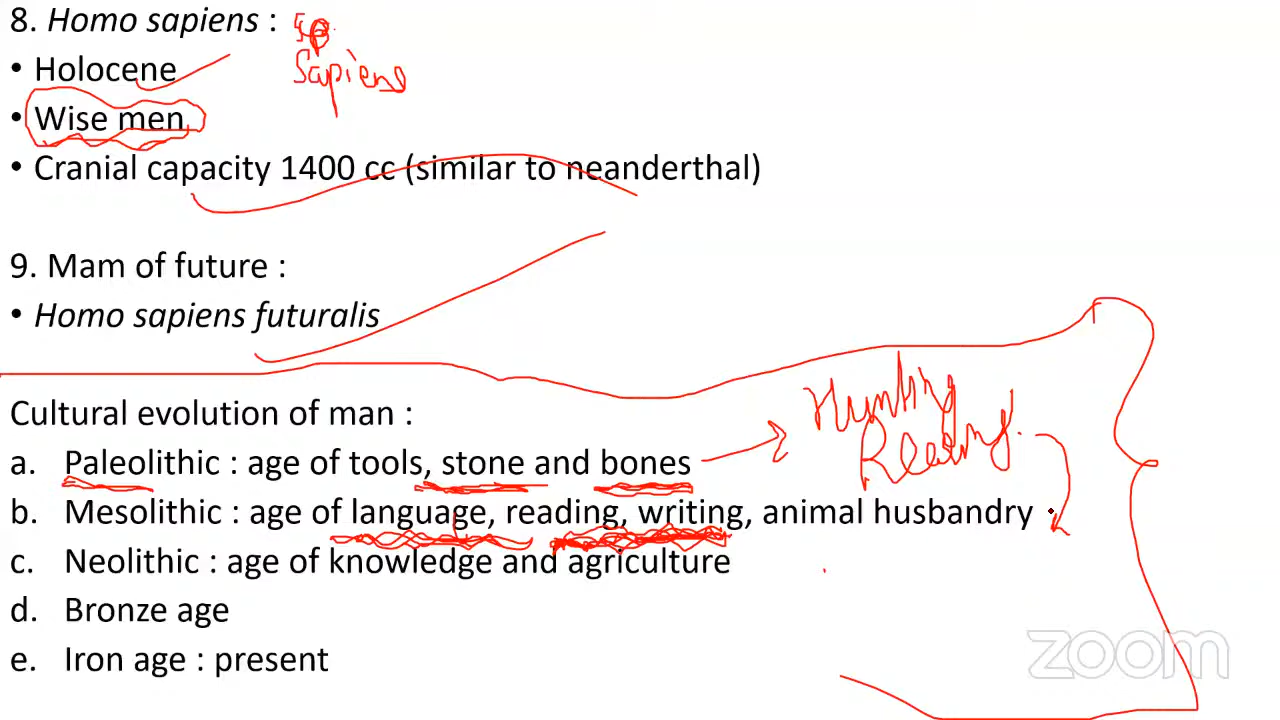 8. Homo sapiens :
Sapiens
• Holocene
• Wise men
• Cranial capacity 1400 cc (similar to neanderthal)
9. Mam of future :
• Homo sapiens futuralis
Hunting
Cultural evolution of man :
a. Paleolithic : age of tools, stone and bones
b. Mesolithic : age of language, reading, writing, animal husbandry
c. Neolithic : age of knowledge and agriculture
d. Bronze age
e. Iron age : present
zoom